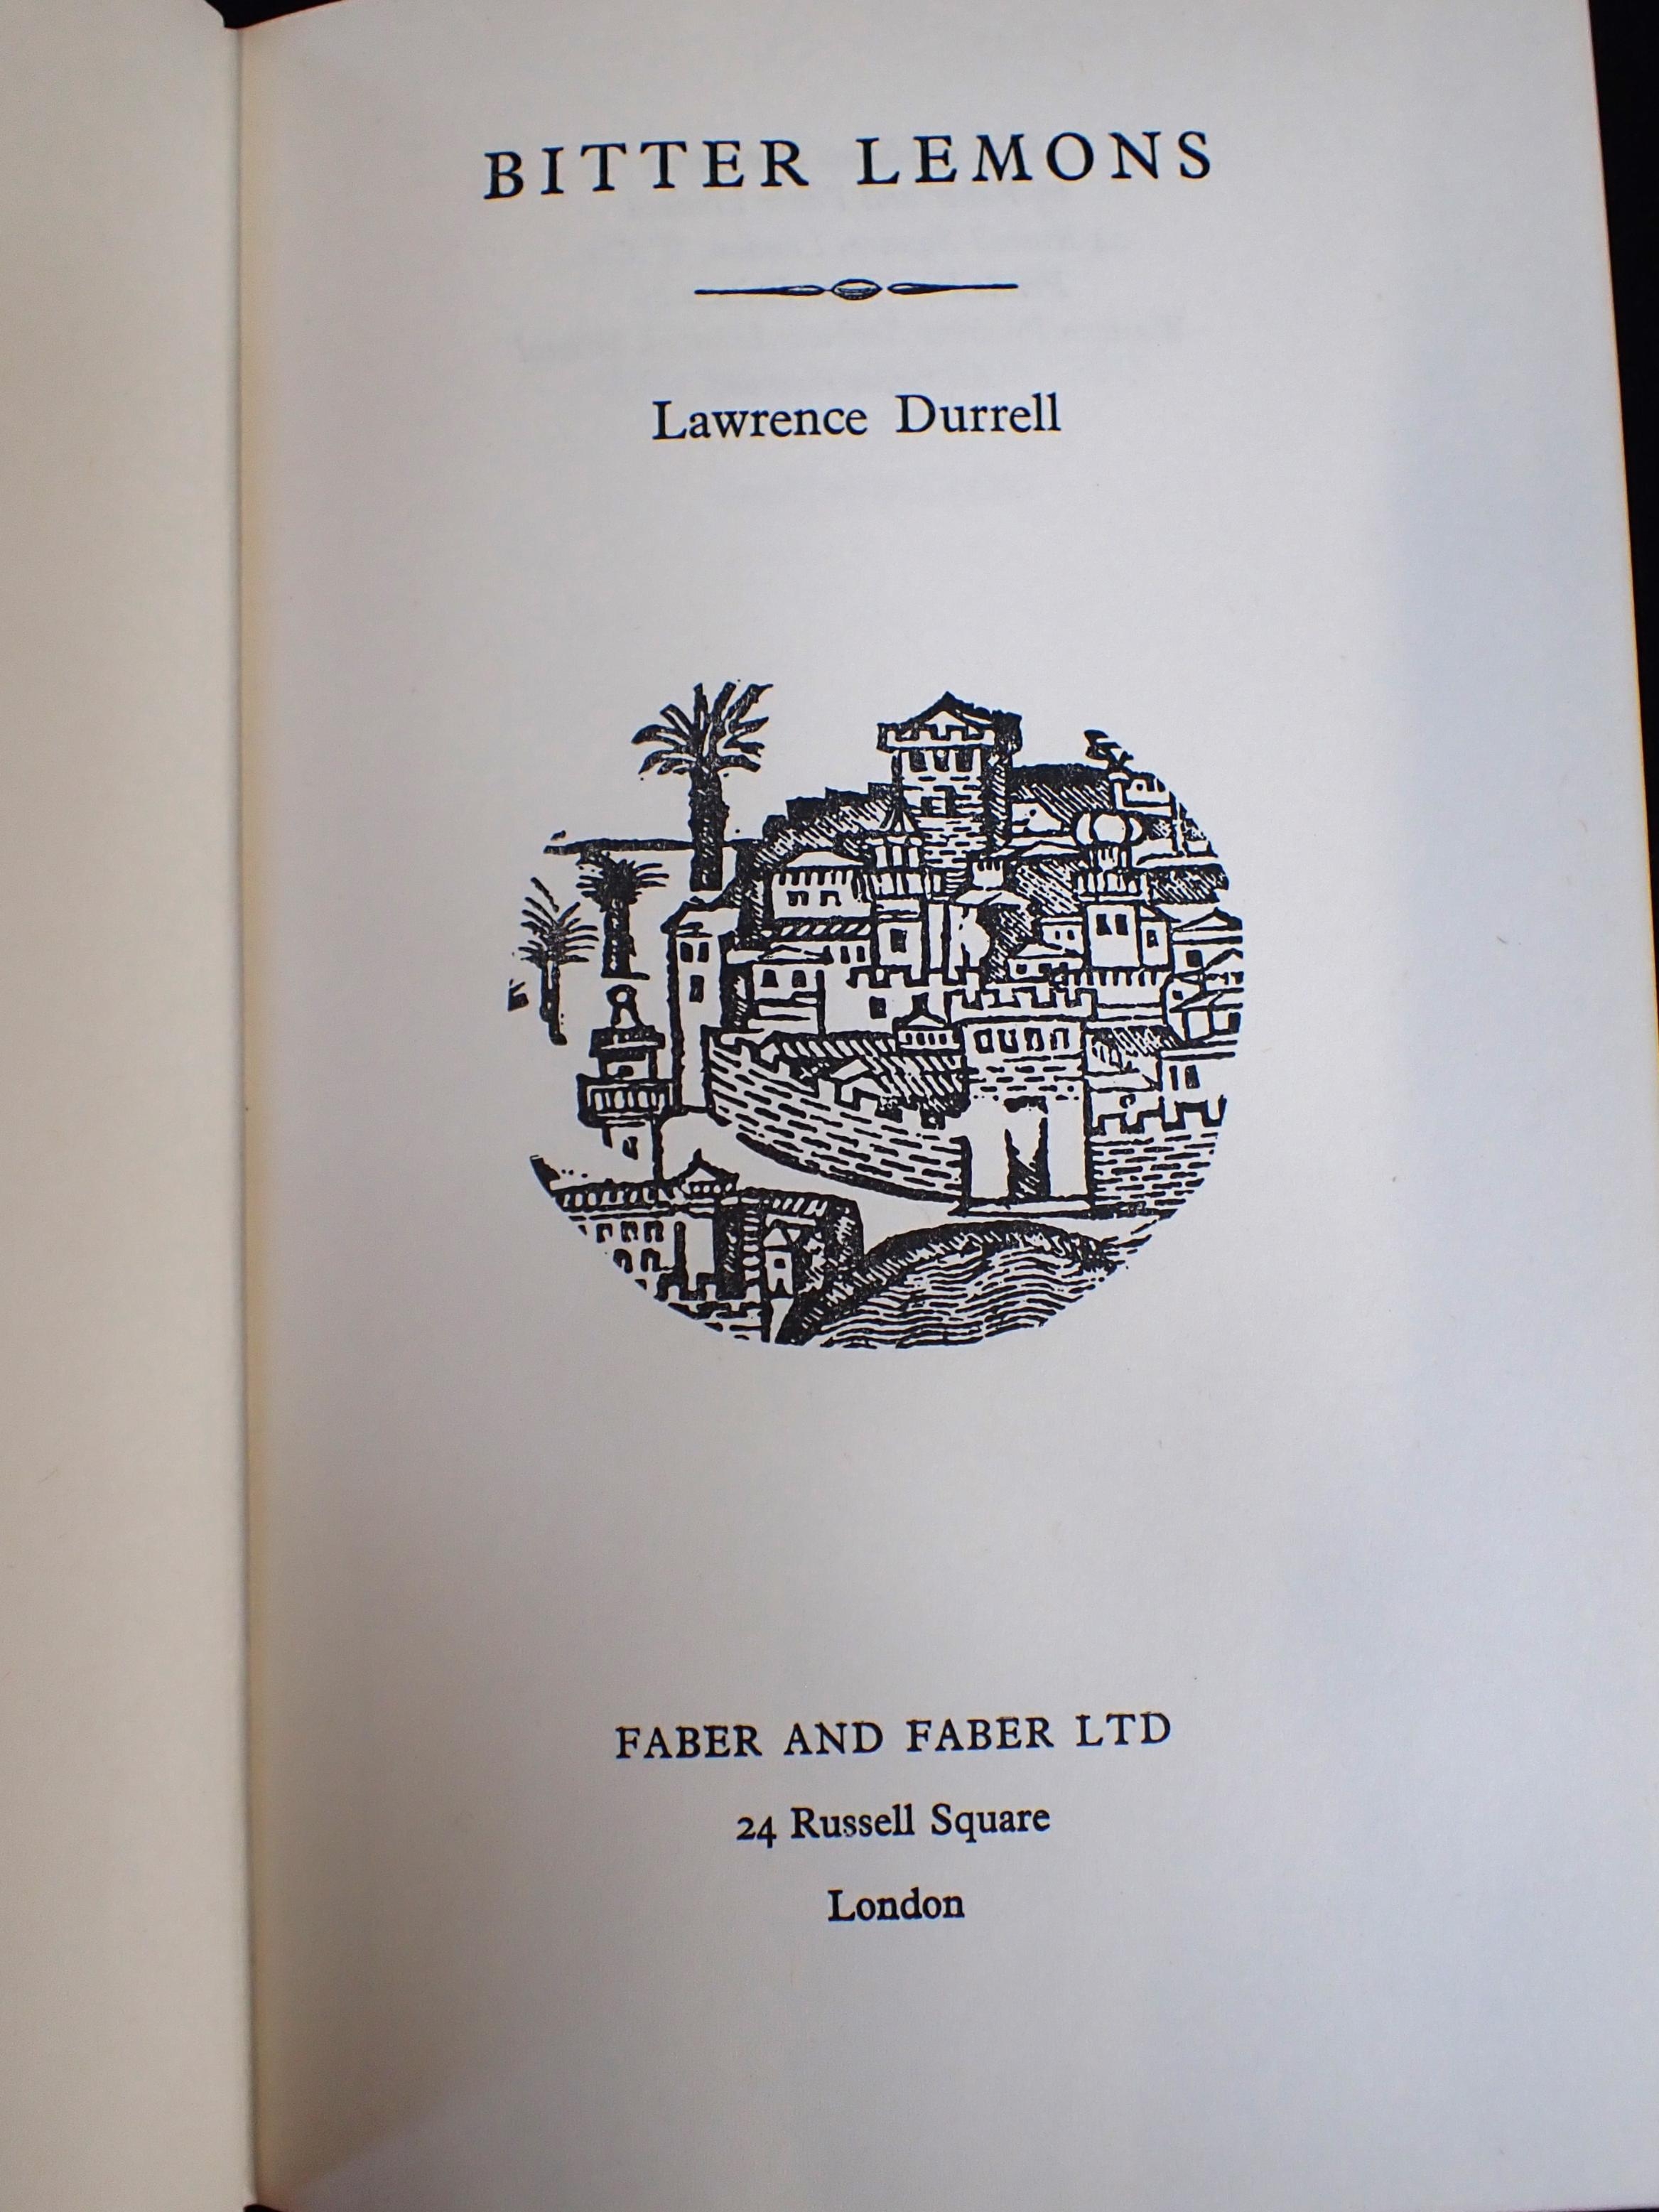 BITTER LEMONS
Lawrence Durrell
FABER AND FABER LTD
24 Russell Square
London